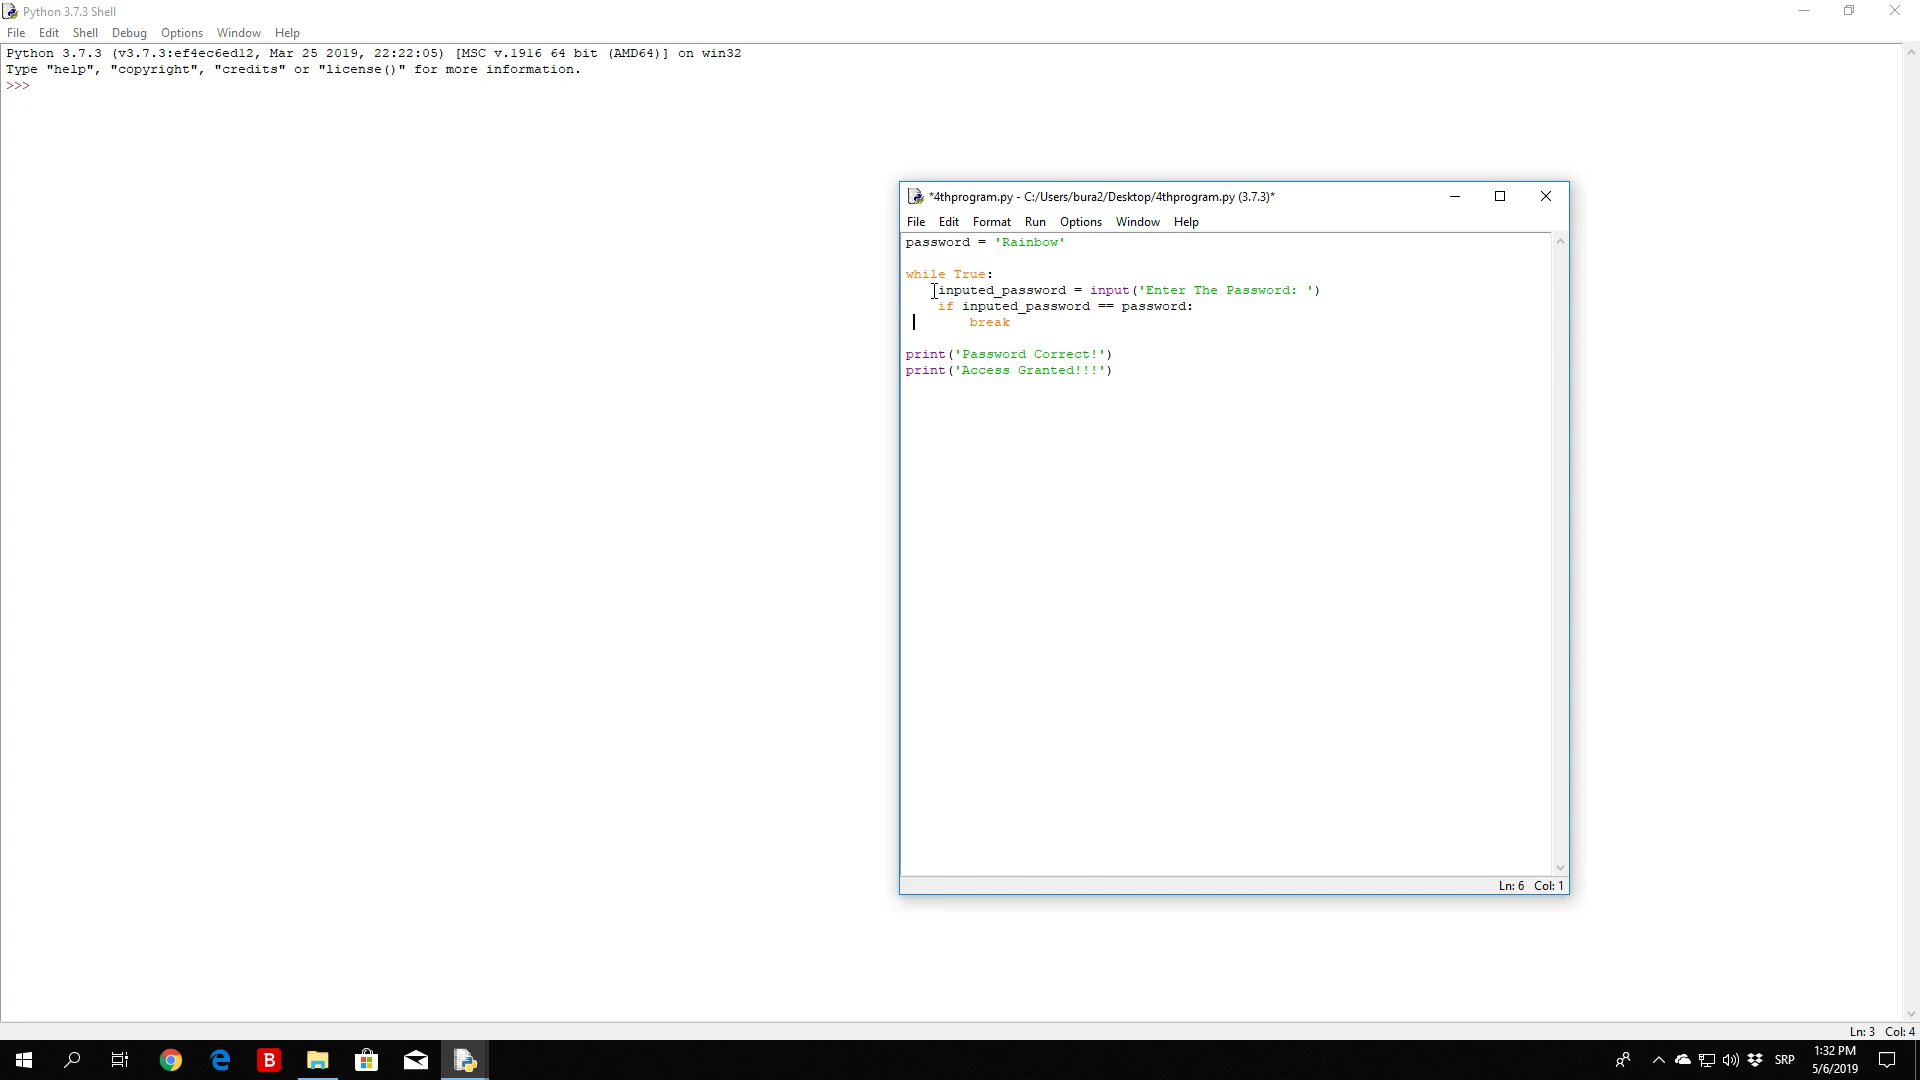 Python 3.7.3 Shell
File Edit Shell Debug Options Window Help
Python 3.7.3 (v3.7.3:ef4ec6ed12, Mar 25 2019, 22:22:05) [MSC v.1916 64 bit (AMD64)] on win32
Type "help", "copyright", "credits" or "license()" for more information.
>>>
*4thprogram.py - C:/Users/bura2/Desktop/4thprogram.py (3.7.3)*
File Edit Format Run Options Window Help
password = 'Rainbow'
while True:
    inputed_password = input('Enter The Password: ')
    if inputed_password == password:
        break
print('Password Correct!')
print('Access Granted!!!')
Ln: 6 Col: 1
Ln: 3 Col: 4
B
SRP
1:32 PM
5/6/2019